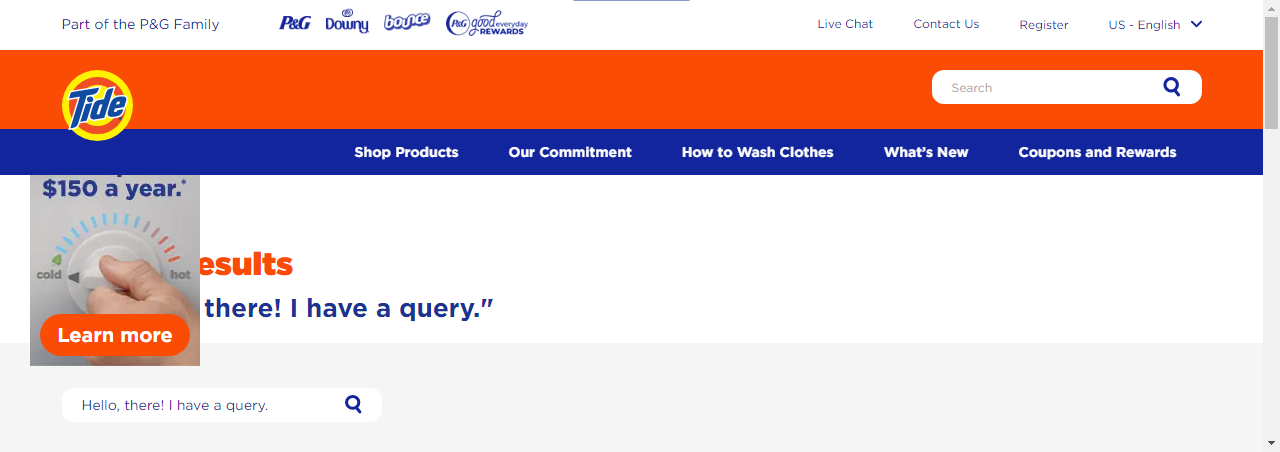 Part of the P&G Family
P&G
Downy
bounce
P&G good everyday
REWARDS
Live Chat
Contact Us
Register
US - English
Tide
Search
Shop Products
Our Commitment
How to Wash Clothes
What's New
Coupons and Rewards
$150 a year.*
cold
hot
Learn more
esults
there! I have a query."
Hello, there! I have a query.